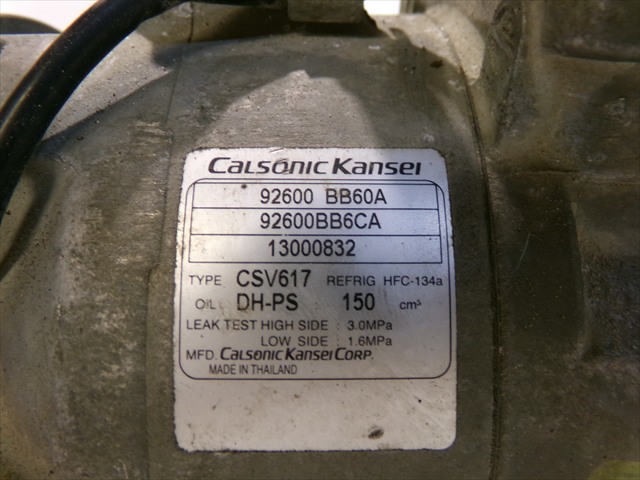 CALSONIC KANSEI
92600 BB60A
92600BB6CA
13000832
TYPE CSV617 REFRIG HFC-134a
OIL DH-PS 150 cm³
LEAK TEST HIGH SIDE : 3.0MPa
LOW SIDE : 1.6MPa
MFD. CALSONIC KANSEI CORP.
MADE IN THAILAND